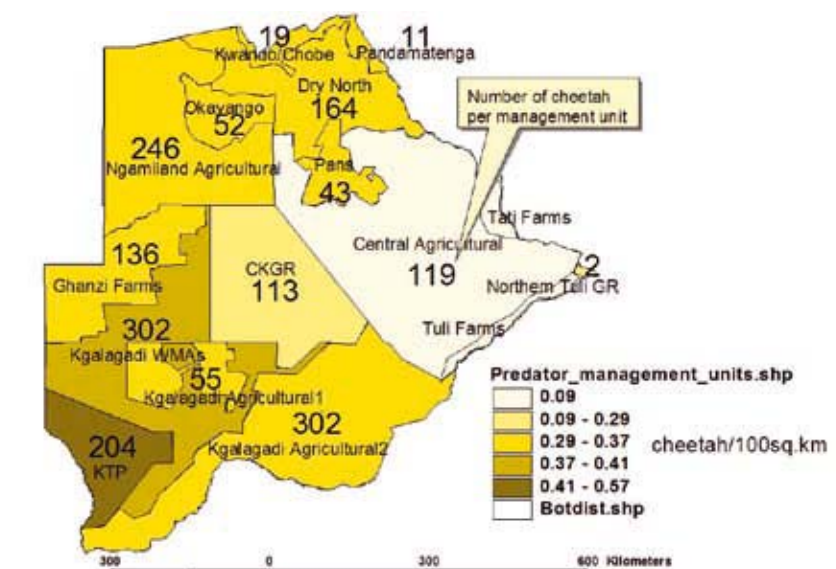 19
Kwando/Chobe
11
Pandamatenga
Dry North
164
Number of cheetah
per management unit
Okavango
52
246
Ngamiland Agricultural
Pans
43
Tati Farms
136
Ghanzi Farms
CKGR
113
Central Agricultural
119
2
Northern Tuli GR
Tuli Farms
302
Kgalagadi WMAs
55
Kgalagadi Agricultural1
302
Kgalagadi Agricultural2
204
KTP
Predator_management_units.shp
0.09
0.09 - 0.29
0.29 - 0.37
0.37 - 0.41
0.41 - 0.57
Botdist.shp
cheetah/100sq.km
300 0 300 600 Kilometers